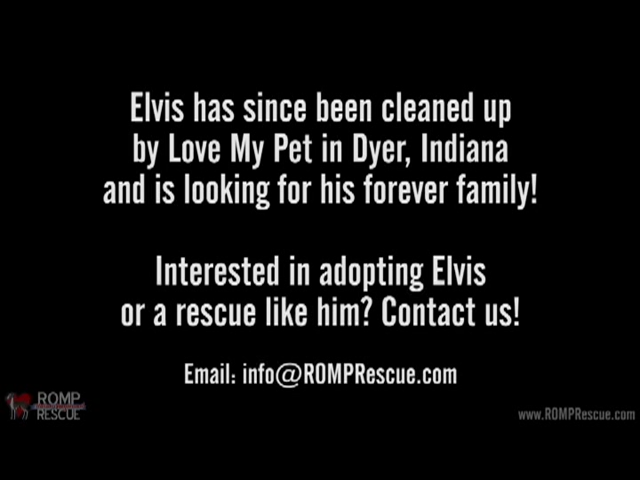 Elvis has since been cleaned up
by Love My Pet in Dyer, Indiana
and is looking for his forever family!
Interested in adopting Elvis
or a rescue like him? Contact us!
Email: info@ROMPRescue.com
ROMP
RESCUE
www.ROMPRescue.com